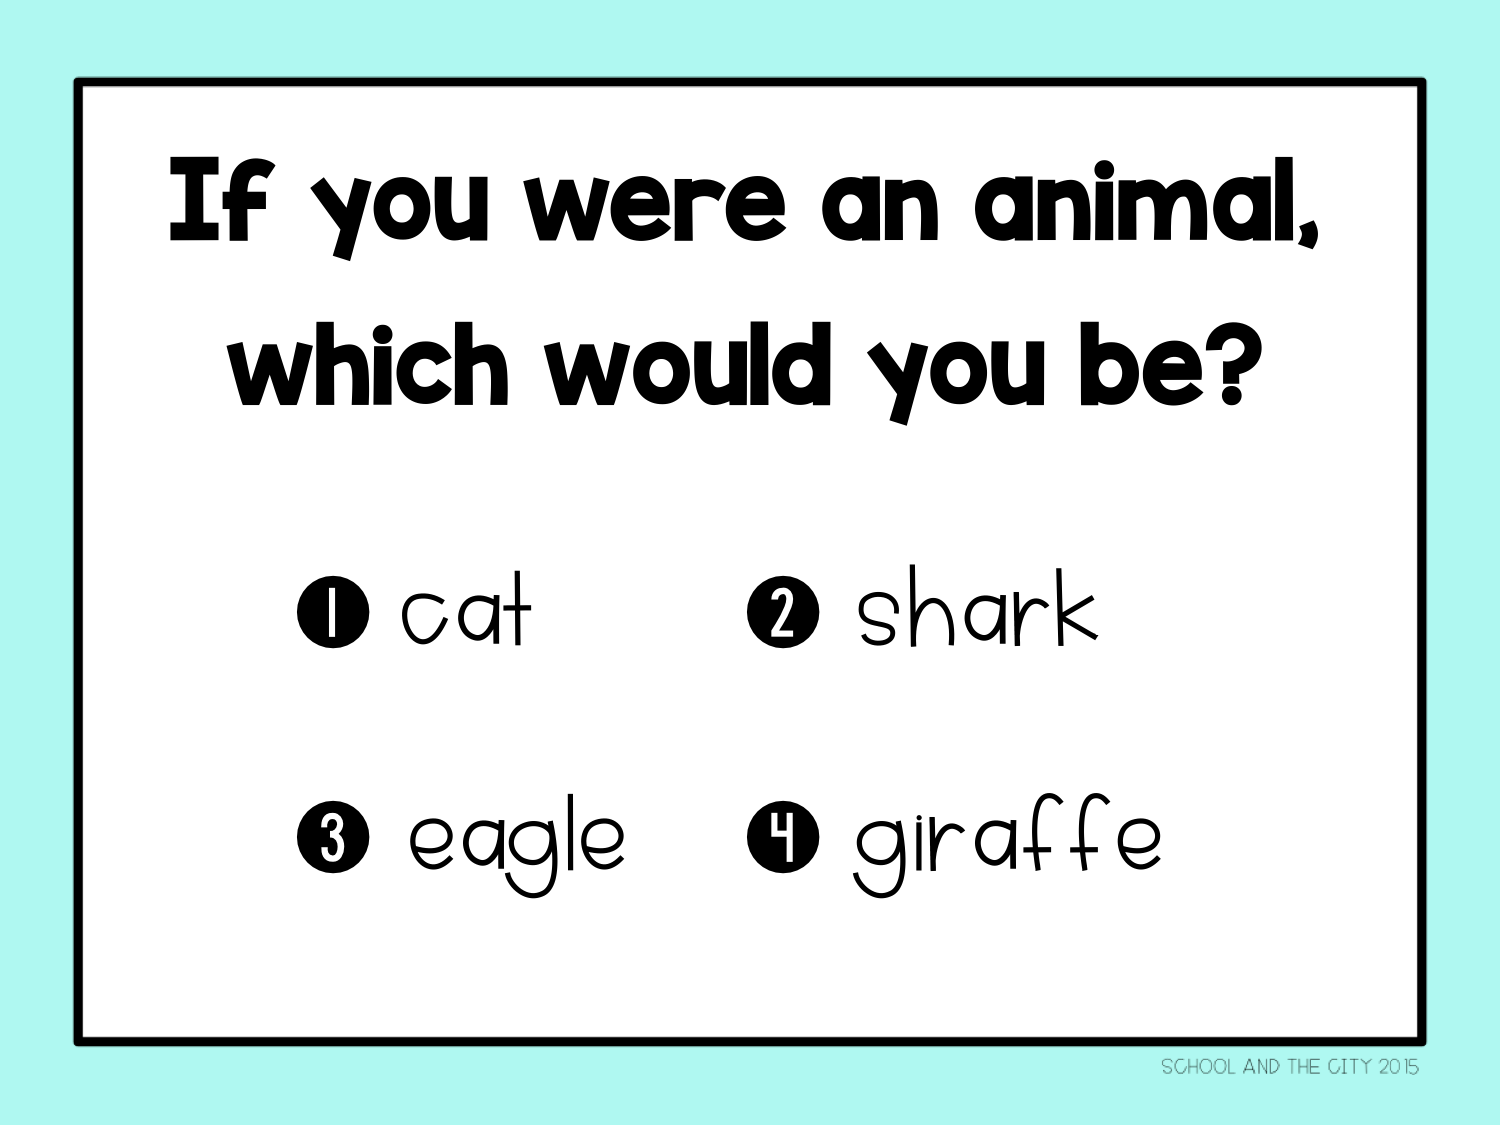 If you were an animal,
which would you be?
1 cat 2 shark
3 eagle 4 giraffe
SCHOOL AND THE CITY 2015